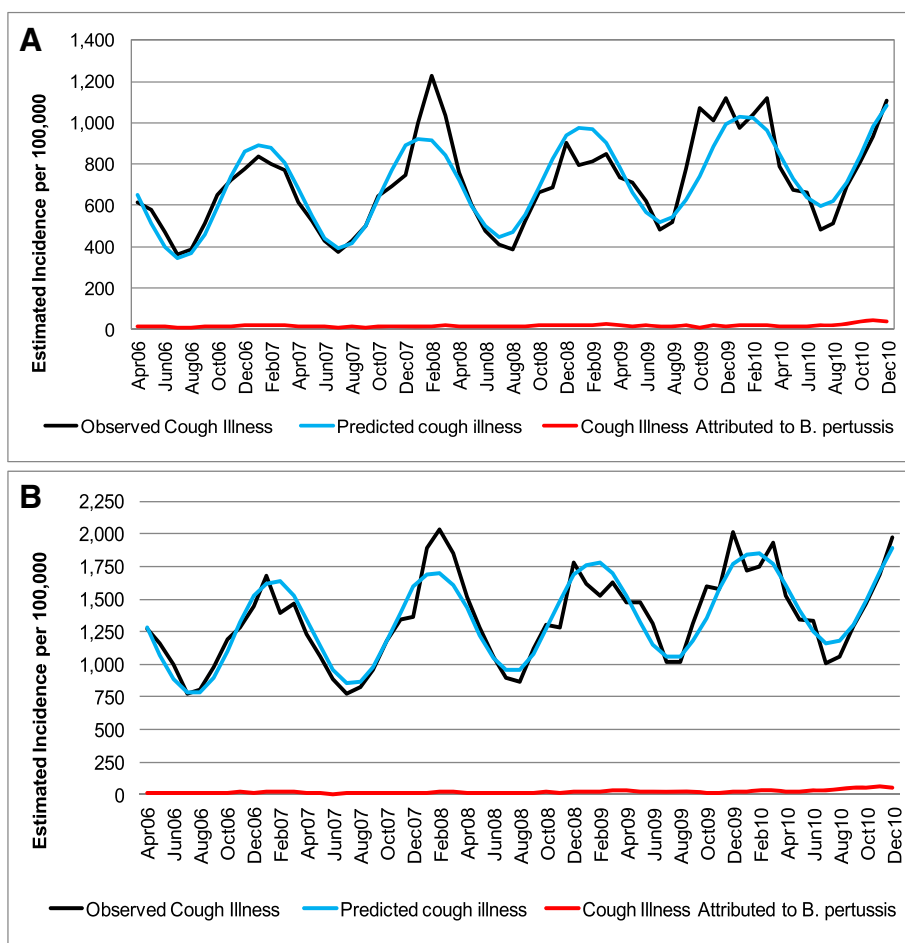 A
1,400
1,200
1,000
800
600
400
200
0
Estimated Incidence per 100,000
Apr06 Jun06 Aug06 Oct06 Dec06 Feb07 Apr07 Jun07 Aug07 Oct07 Dec07 Feb08 Apr08 Jun08 Aug08 Oct08 Dec08 Feb09 Apr09 Jun09 Aug09 Oct09 Dec09 Feb10 Apr10 Jun10 Aug10 Oct10 Dec10
Observed Cough Illness Predicted cough illness Cough Illness Attributed to B. pertussis
B
2,250
2,000
1,750
1,500
1,250
1,000
750
500
250
0
Estimated Incidence per 100,000
Apr06 Jun06 Aug06 Oct06 Dec06 Feb07 Apr07 Jun07 Aug07 Oct07 Dec07 Feb08 Apr08 Jun08 Aug08 Oct08 Dec08 Feb09 Apr09 Jun09 Aug09 Oct09 Dec09 Feb10 Apr10 Jun10 Aug10 Oct10 Dec10
Observed Cough Illness Predicted cough illness Cough Illness Attributed to B. pertussis